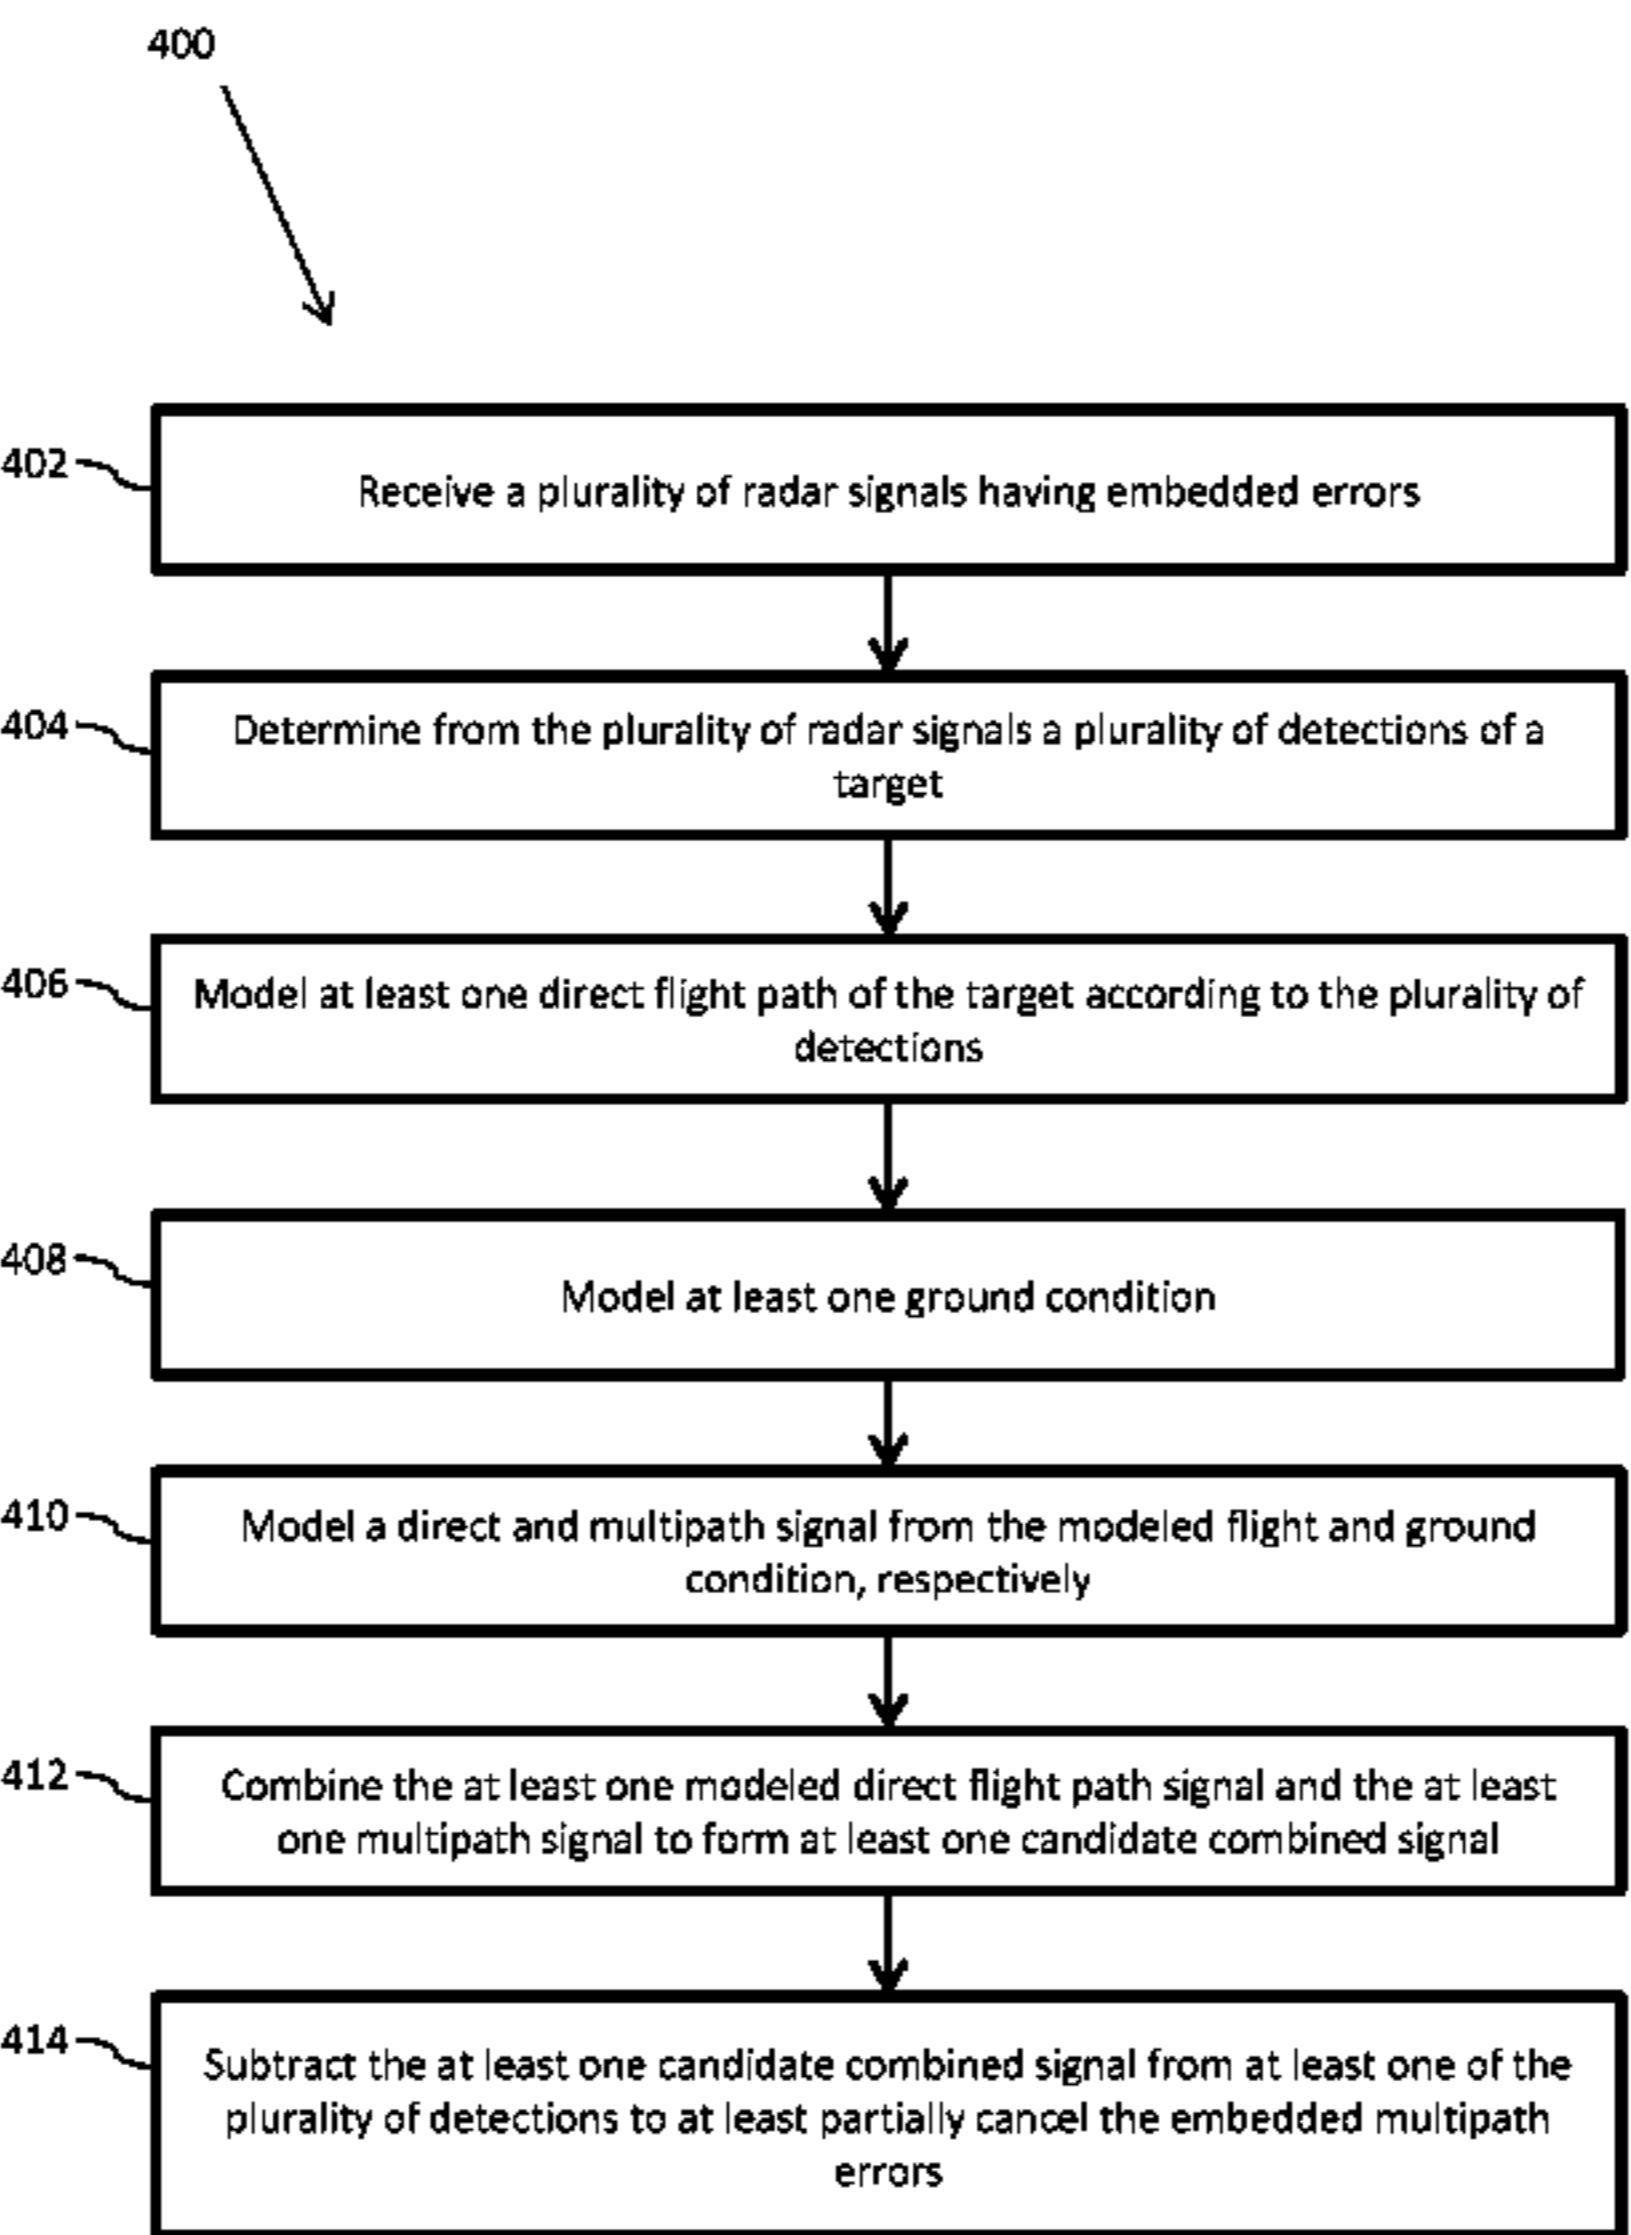 400
402
Receive a plurality of radar signals having embedded errors
404
Determine from the plurality of radar signals a plurality of detections of a
target
406
Model at least one direct flight path of the target according to the plurality of
detections
408
Model at least one ground condition
410
Model a direct and multipath signal from the modeled flight and ground
condition, respectively
412
Combine the at least one modeled direct flight path signal and the at least
one multipath signal to form at least one candidate combined signal
414
Subtract the at least one candidate combined signal from at least one of the
plurality of detections to at least partially cancel the embedded multipath
errors